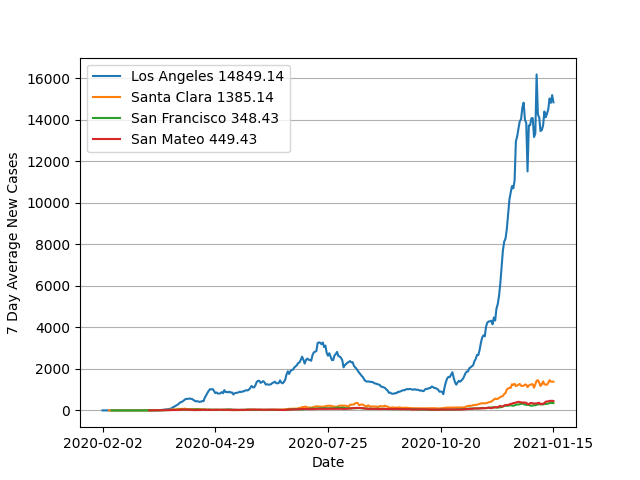 Los Angeles 14849.14
Santa Clara 1385.14
San Francisco 348.43
San Mateo 449.43
7 Day Average New Cases
16000
14000
12000
10000
8000
6000
4000
2000
0
2020-02-02 2020-04-29 2020-07-25 2020-10-20 2021-01-15
Date